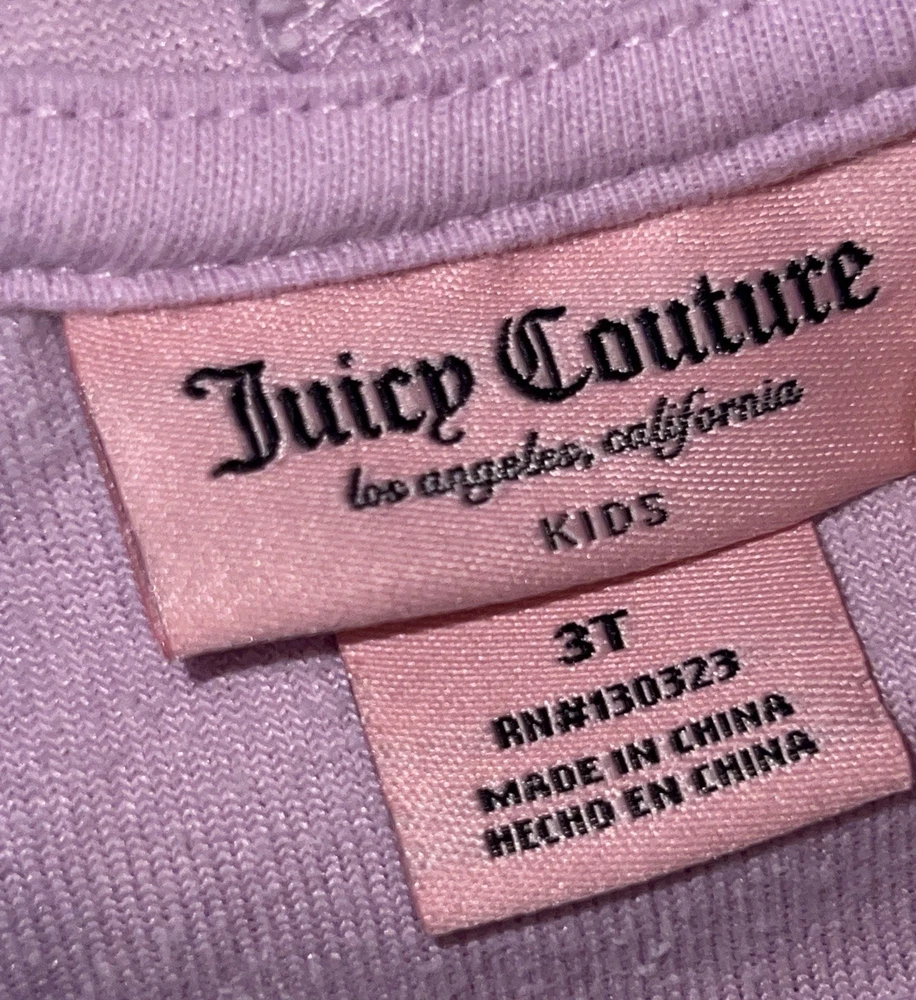 Juicy Couture
los angeles, california
KIDS
3T
RN#130323
MADE IN CHINA
HECHO EN CHINA